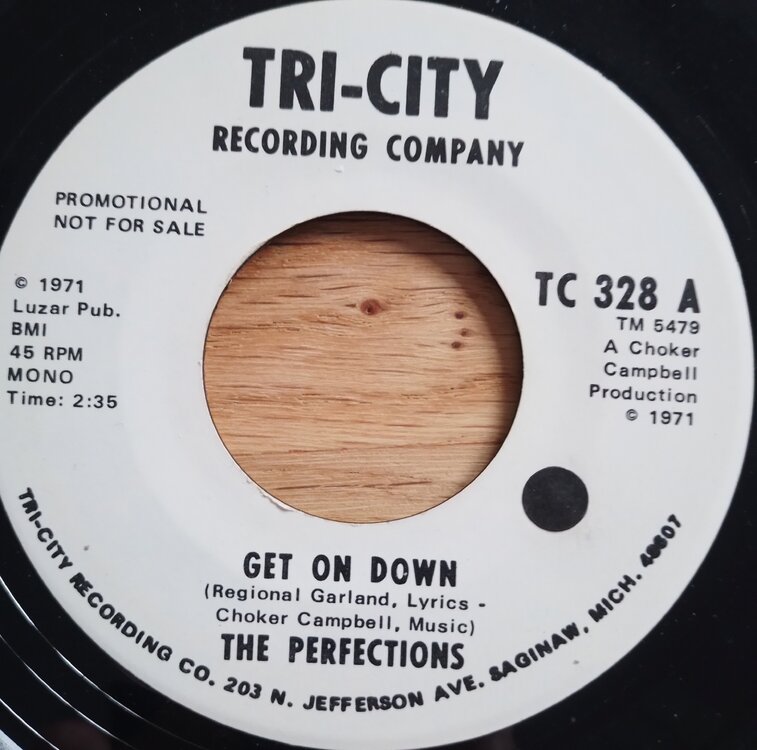 TRI-CITY
RECORDING COMPANY
PROMOTIONAL
NOT FOR SALE
© 1971
Luzar Pub.
BMI
45 RPM
MONO
Time: 2:35
TC 328 A
TM 5479
A Choker
Campbell
Production
© 1971
GET ON DOWN
(Regional Garland, Lyrics -
Choker Campbell, Music)
THE PERFECTIONS
TRI-CITY RECORDING CO. 203 N. JEFFERSON AVE. SAGINAW, MICH. 48607